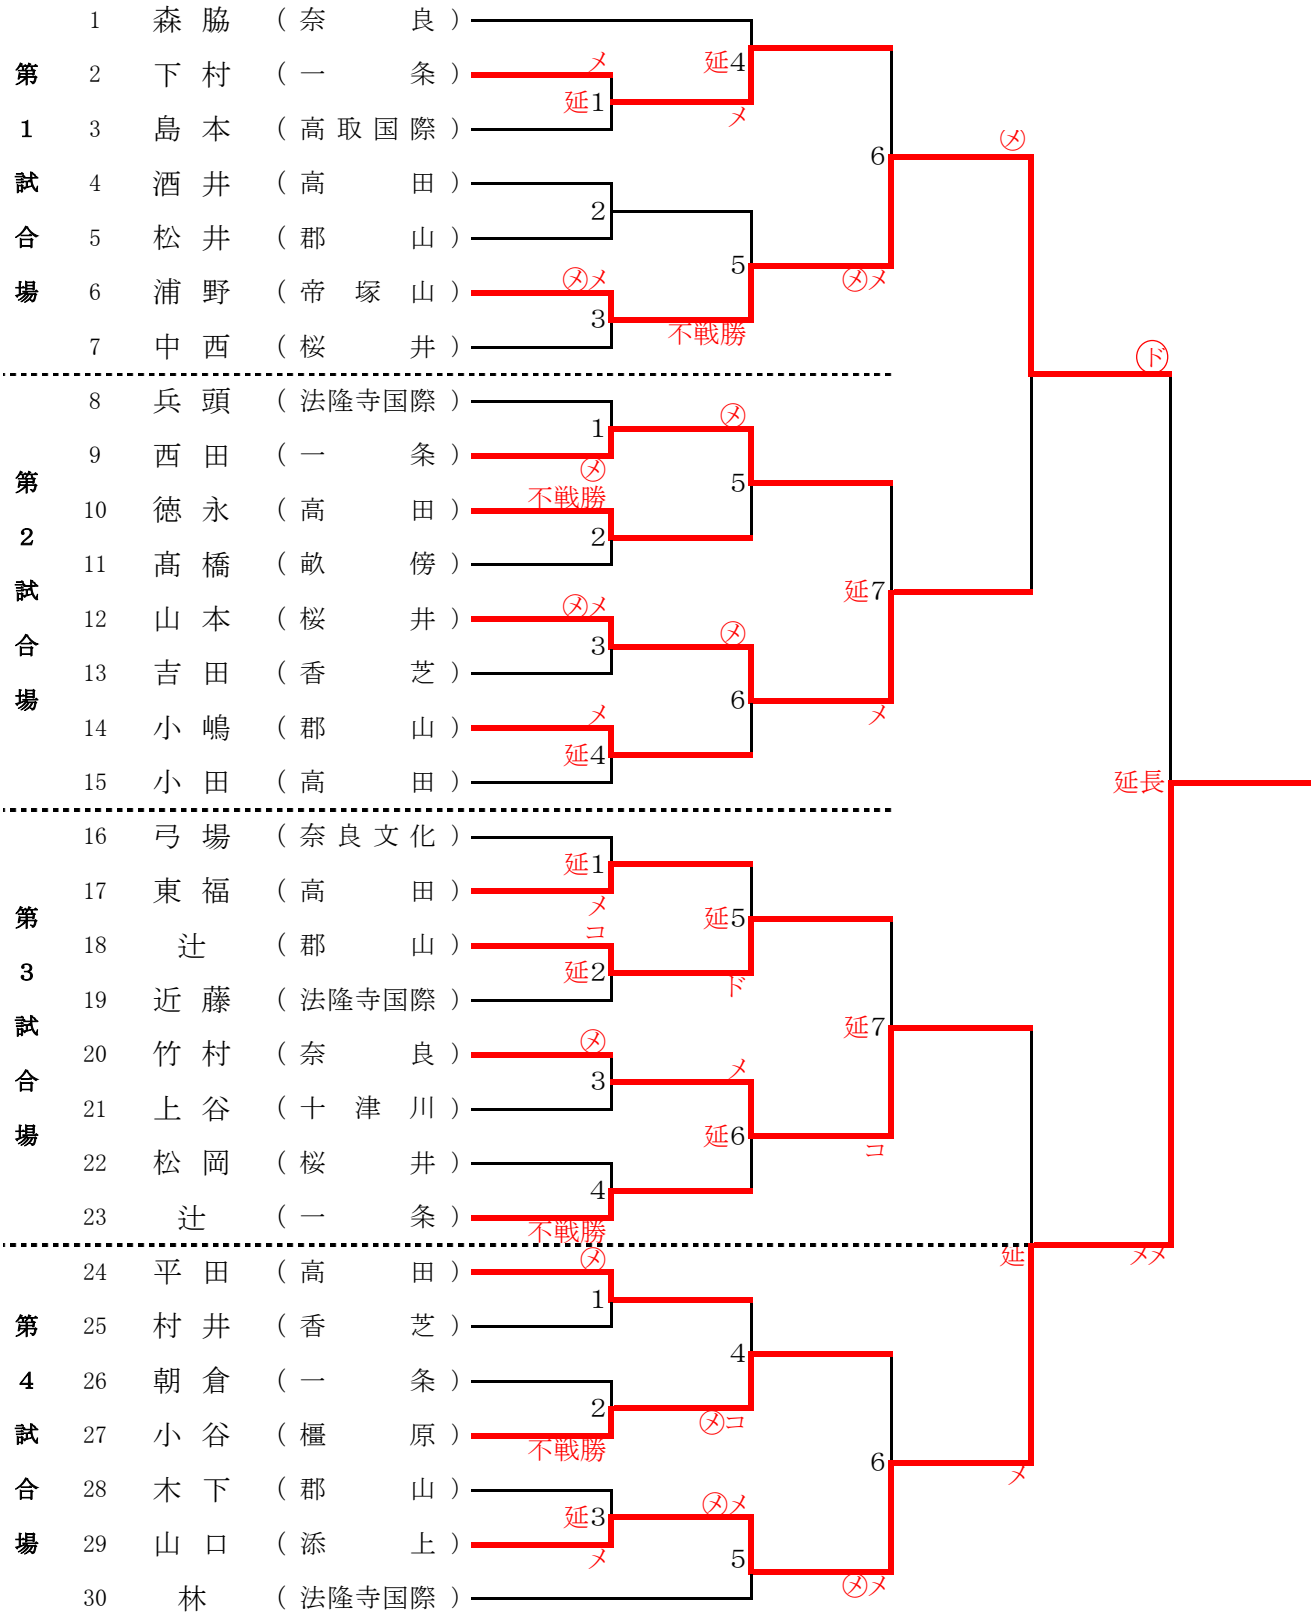 第1試合場
1 森脇 (奈良)
2 下村 (一条) メ
延1
延4
3 島本 (高取国際)
メ
4 酒井 (高田)
2
6
㋱
5 松井 (郡山)
5
㋱メ
6 浦野 (帝塚山) ㋱メ
3
不戦勝
7 中西 (桜井)
㋣
第2試合場
8 兵頭 (法隆寺国際)
1
㋱
9 西田 (一条)
㋱
5
不戦勝
10 徳永 (高田)
2
11 髙橋 (畝傍)
延7
12 山本 (桜井) ㋱メ
3
㋱
13 吉田 (香芝)
6
メ
14 小嶋 (郡山) メ
延4
15 小田 (高田)
延長
第3試合場
16 弓場 (奈良文化)
延1
17 東福 (高田)
メ
延5
18 辻 (郡山) コ
延2
ド
19 近藤 (法隆寺国際)
延7
20 竹村 (奈良) ㋱
3
メ
21 上谷 (十津川)
延6
コ
22 松岡 (桜井)
4
23 辻 (一条)
不戦勝
延
メメ
第4試合場
24 平田 (高田) ㋱
1
25 村井 (香芝)
4
26 朝倉 (一条)
2
㋱コ
27 小谷 (橿原)
不戦勝
6
メ
28 木下 (郡山)
延3
㋱メ
29 山口 (添上)
メ
5
㋱メ
30 林 (法隆寺国際)